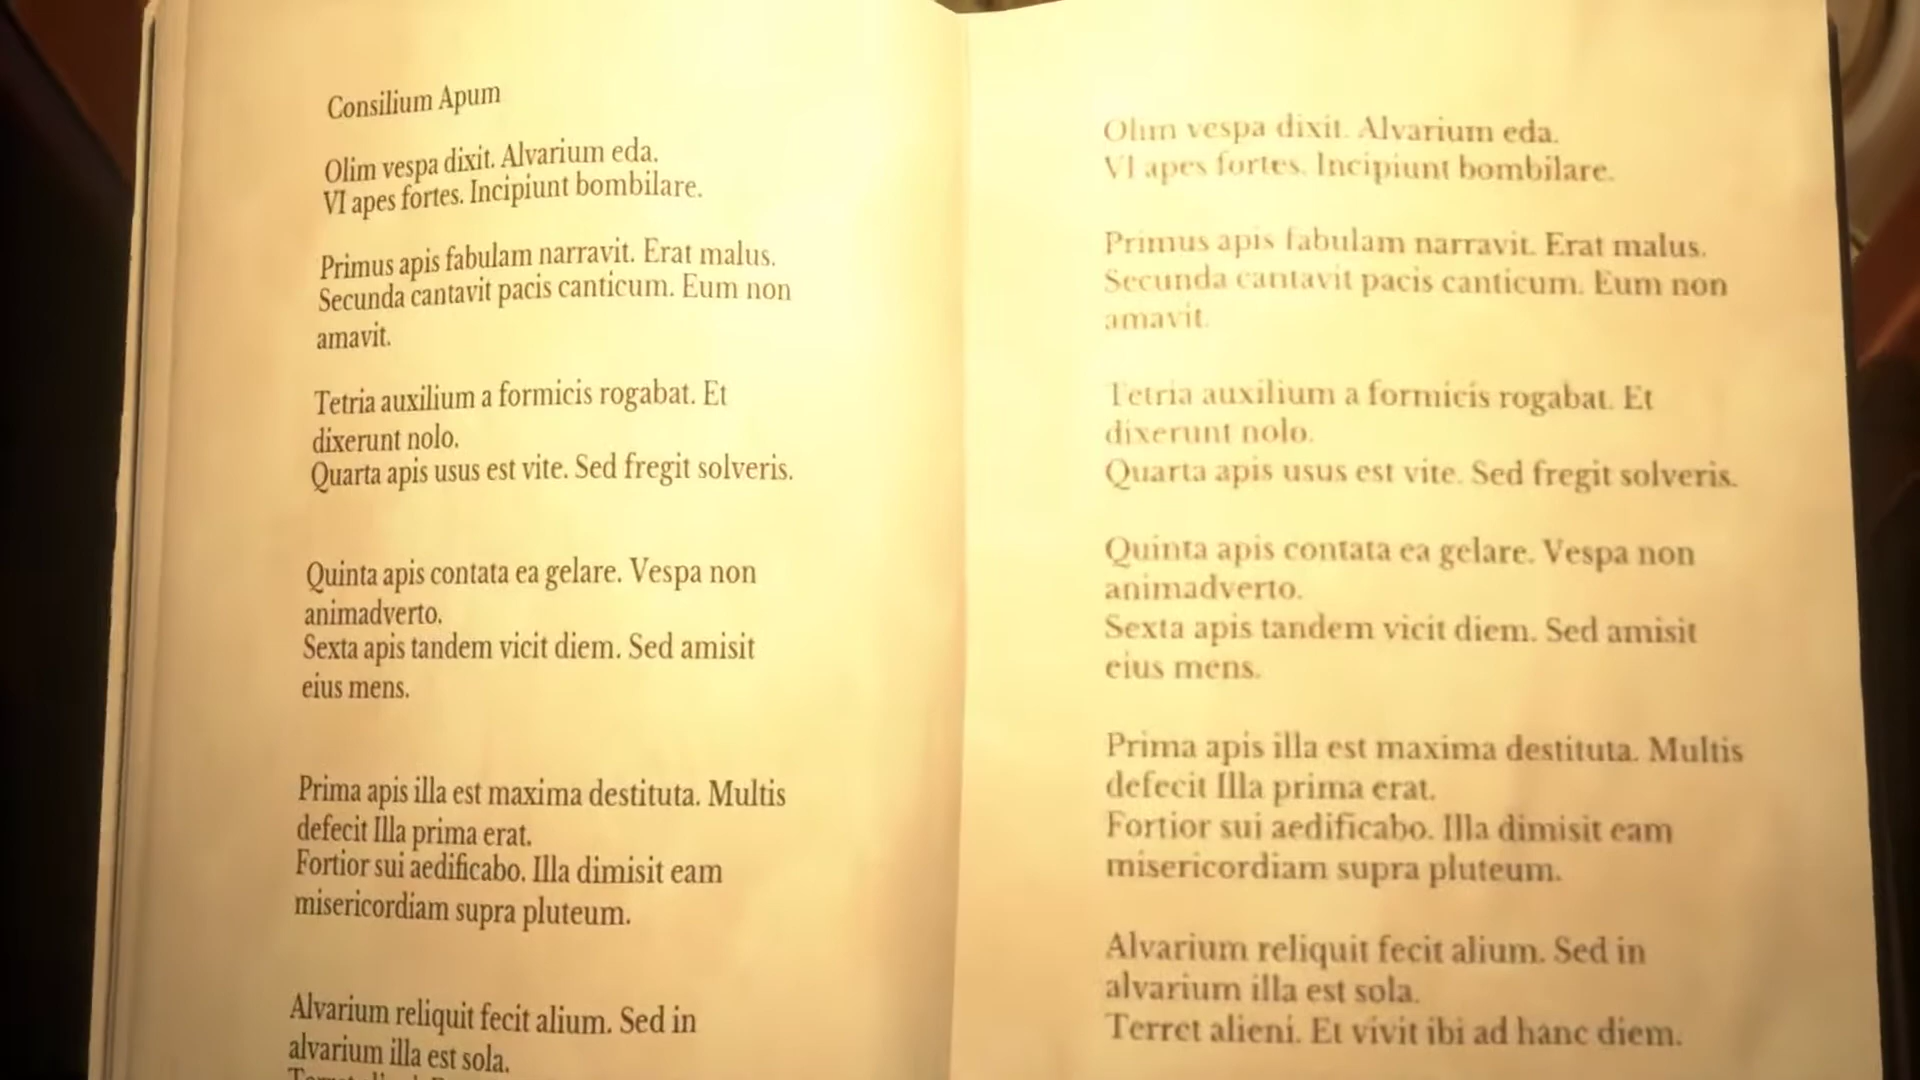 Consilium Apum
Olim vespa dixit. Alvarium eda.
VI apes fortes. Incipiunt bombilare.
Primus apis fabulam narravit. Erat malus.
Secunda cantavit pacis canticum. Eum non
amavit.
Tetria auxilium a formicis rogabat. Et
dixerunt nolo.
Quarta apis usus est vite. Sed fregit solveris.
Quinta apis contata ea gelare. Vespa non
animadverto.
Sexta apis tandem vicit diem. Sed amisit
eius mens.
Prima apis illa est maxima destituta. Multis
defecit Illa prima erat.
Fortior sui aedificabo. Illa dimisit eam
misericordiam supra pluteum.
Alvarium reliquit fecit alium. Sed in
alvarium illa est sola.
Olim vespa dixit. Alvarium eda.
VI apes fortes. Incipiunt bombilare.
Primus apis fabulam narravit. Erat malus.
Secunda cantavit pacis canticum. Eum non
amavit.
Tetria auxilium a formicis rogabat. Et
dixerunt nolo.
Quarta apis usus est vite. Sed fregit solveris.
Quinta apis contata ea gelare. Vespa non
animadverto.
Sexta apis tandem vicit diem. Sed amisit
eius mens.
Prima apis illa est maxima destituta. Multis
defecit Illa prima erat.
Fortior sui aedificabo. Illa dimisit eam
misericordiam supra pluteum.
Alvarium reliquit fecit alium. Sed in
alvarium illa est sola.
Terret alieni. Et vivit ibi ad hanc diem.